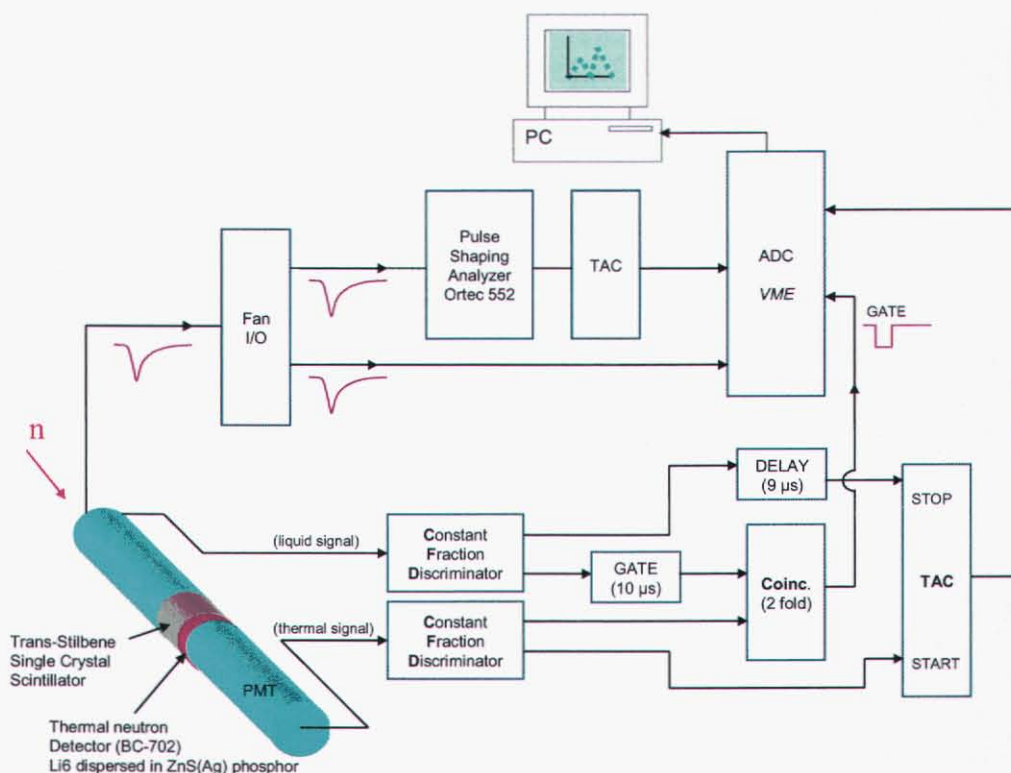 PC
Pulse
Shaping
Analyzer
Ortec 552
TAC
ADC
VME
GATE
Fan
I/O
n
DELAY
(9 µs)
STOP
(liquid signal)
Constant
Fraction
Discriminator
GATE
(10 µs)
Coinc.
(2 fold)
TAC
(thermal signal)
Constant
Fraction
Discriminator
START
Trans-Stilbene
Single Crystal
Scintillator
PMT
Thermal neutron
Detector (BC-702)
Li6 dispersed in ZnS(Ag) phosphor